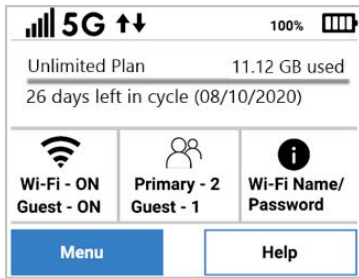 5G 100%
Unlimited Plan 11.12 GB used
26 days left in cycle (08/10/2020)
Wi-Fi - ON Primary - 2 Wi-Fi Name/
Guest - ON Guest - 1 Password
Menu Help